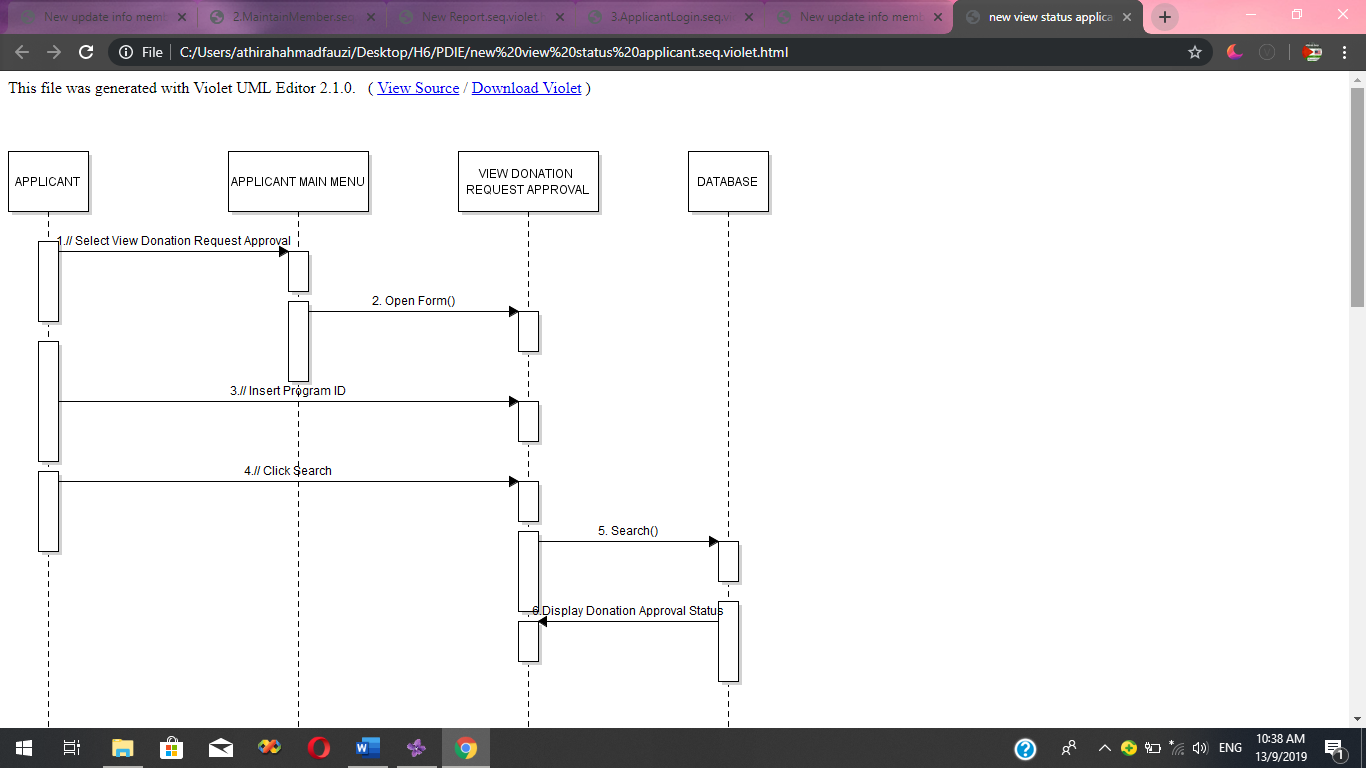 New update info memb
2.MaintainMember.seq
New Report.seq.violet.h
3.ApplicantLogin.seq.vi
New update info memb
new view status applica
File
C:/Users/athirahahmadfauzi/Desktop/H6/PDIE/new%20view%20status%20applicant.seq.violet.html
This file was generated with Violet UML Editor 2.1.0. ( View Source / Download Violet )
APPLICANT
APPLICANT MAIN MENU
VIEW DONATION
REQUEST APPROVAL
DATABASE
1.// Select View Donation Request Approval
2. Open Form()
3.// Insert Program ID
4.// Click Search
5. Search()
6.Display Donation Approval Status
ENG
10:38 AM
13/9/2019
1